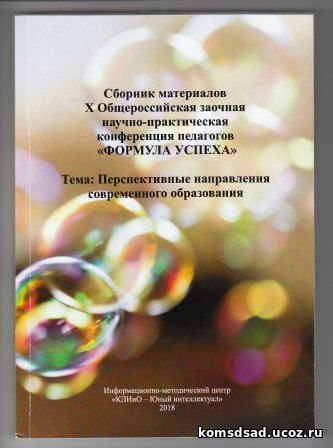 Сборник материалов
X Общероссийская заочная
научно-практическая
конференция педагогов
«ФОРМУЛА УСПЕХА»
Тема: Перспективные направления
современного образования
Информационно-методический центр
«КЛИиО – Юный интеллектуал»
2018
komsdsad.ucoz.ru